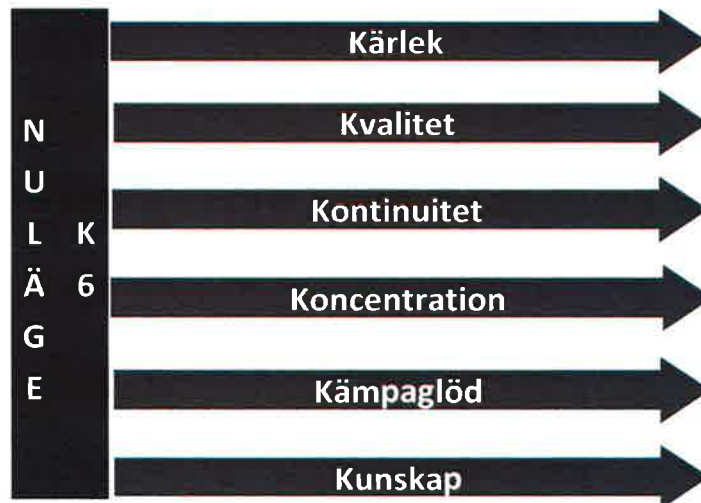 NULÄGE
K6
Kärlek
Kvalitet
Kontinuitet
Koncentration
Kämpaglöd
Kunskap